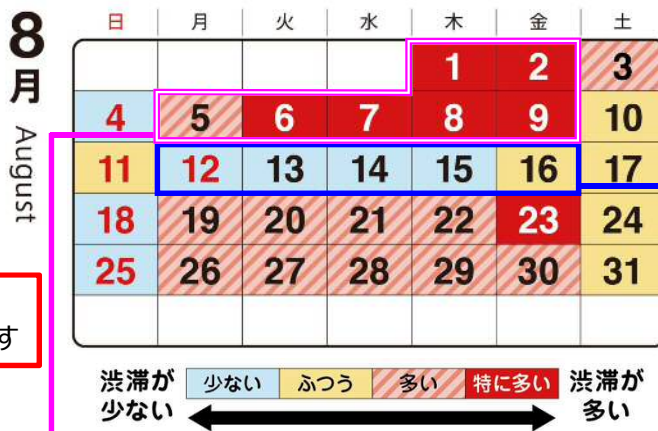 8月 August
日 月 火 水 木 金 土
1 2 3
4 5 6 7 8 9 10
11 12 13 14 15 16 17
18 19 20 21 22 23 24
25 26 27 28 29 30 31
す
渋滞が少ない 少ない ふつう 多い 特に多い 渋滞が多い